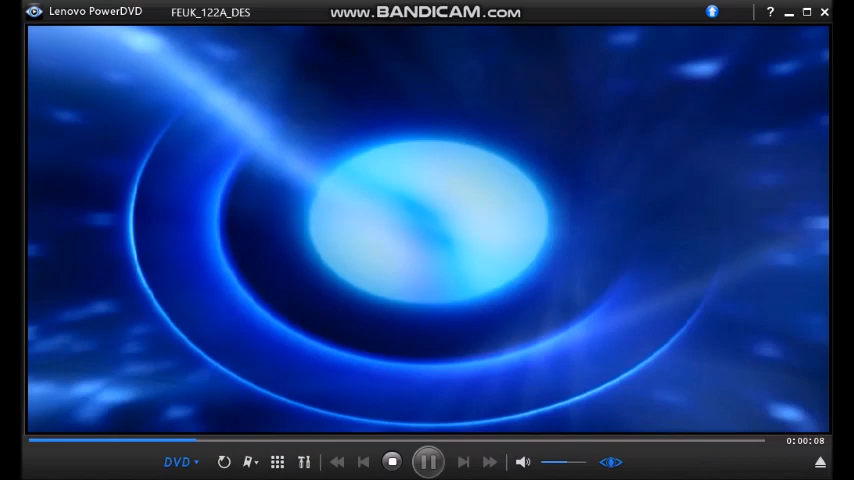 Lenovo PowerDVD
FEUK_122A_DES
www.BANDICAM.com
?
0:00:08
DVD